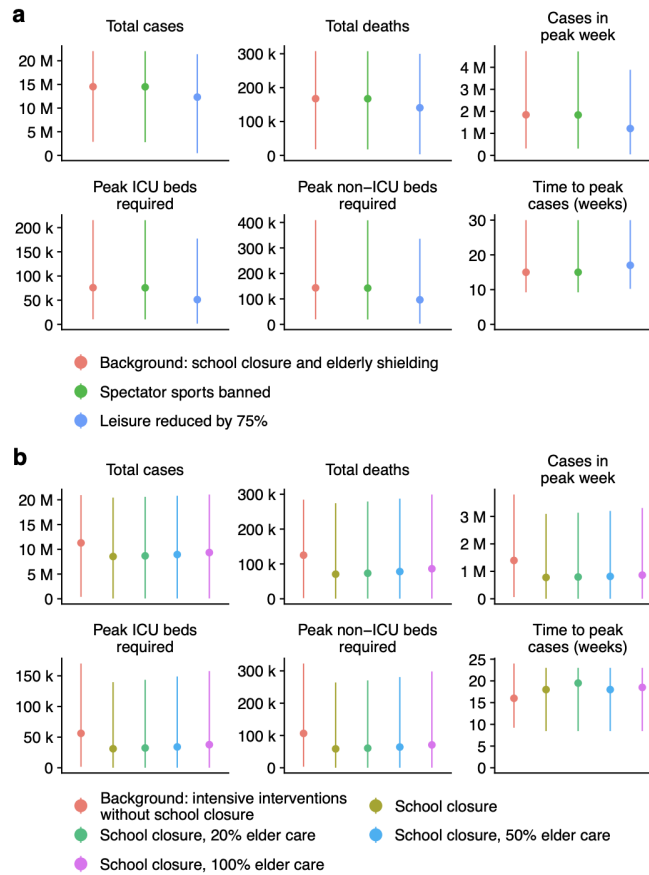 a
Total cases
20 M
15 M
10 M
5 M
0
Total deaths
300 k
200 k
100 k
0
Cases in
peak week
4 M
3 M
2 M
1 M
0
Peak ICU beds
required
200 k
150 k
100 k
50 k
0
Peak non−ICU beds
required
400 k
300 k
200 k
100 k
0
Time to peak
cases (weeks)
30
20
10
0
Background: school closure and elderly shielding
Spectator sports banned
Leisure reduced by 75%
b
Total cases
20 M
15 M
10 M
5 M
0
Total deaths
300 k
200 k
100 k
0
Cases in
peak week
3 M
2 M
1 M
0
Peak ICU beds
required
150 k
100 k
50 k
0
Peak non−ICU beds
required
300 k
200 k
100 k
0
Time to peak
cases (weeks)
25
20
15
10
5
0
Background: intensive interventions
without school closure
School closure
School closure, 20% elder care
School closure, 50% elder care
School closure, 100% elder care